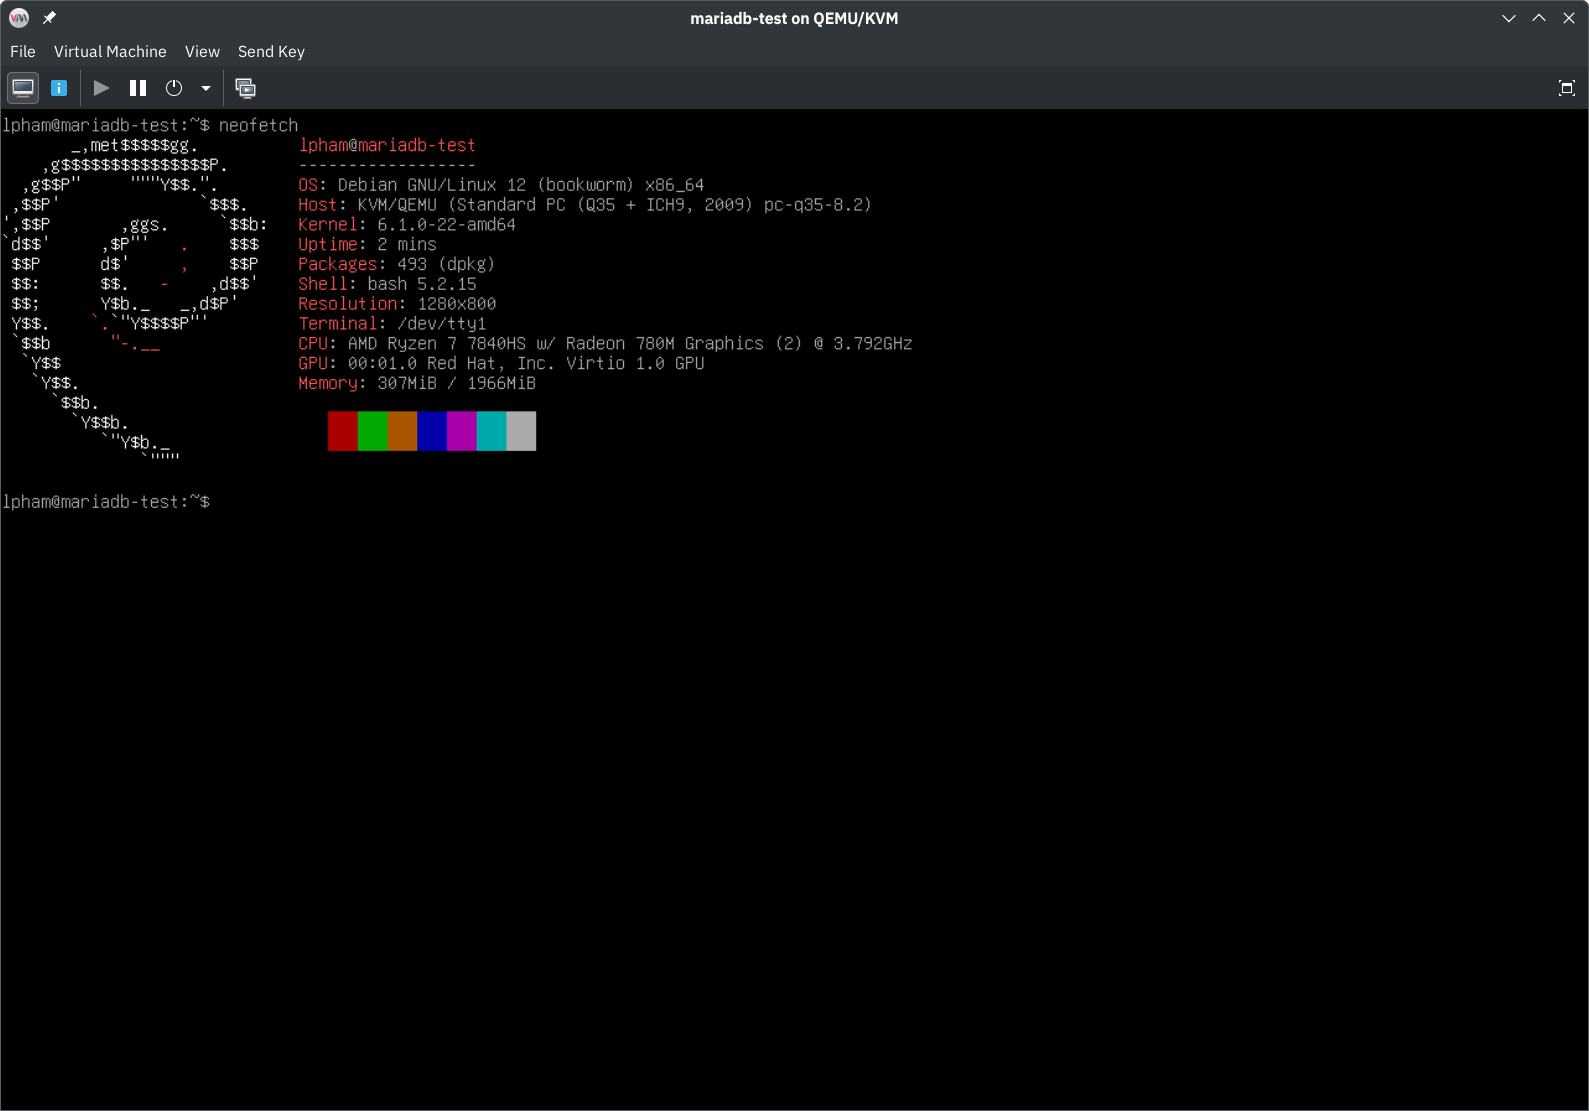 mariadb-test on QEMU/KVM
File Virtual Machine View Send Key
lpham@mariadb-test:~$ neofetch
       _,met$$$$$gg.          lpham@mariadb-test
    ,g$$$$$$$$$$$$$$$P.       ------------------
  ,g$$P"     """Y$$.".        OS: Debian GNU/Linux 12 (bookworm) x86_64
 ,$$P'              `$$$.     Host: KVM/QEMU (Standard PC (Q35 + ICH9, 2009) pc-q35-8.2)
',$$P       ,ggs.     `$$b:   Kernel: 6.1.0-22-amd64
`d$$'     ,$P"'   .    $$$    Uptime: 2 mins
 $$P      d$'     ,    $$P    Packages: 493 (dpkg)
 $$:      $$.   -    ,d$$'    Shell: bash 5.2.15
 $$;      Y$b._   _,d$P'      Resolution: 1280x800
 Y$$.    `.`"Y$$$$P"'         Terminal: /dev/tty1
 `$$b      "-.__              CPU: AMD Ryzen 7 7840HS w/ Radeon 780M Graphics (2) @ 3.792GHz
  `Y$$                        GPU: 00:01.0 Red Hat, Inc. Virtio 1.0 GPU
   `Y$$.                      Memory: 307MiB / 1966MiB
     `$$b.
       `Y$$b.
          `"Y$b._
              `"""
lpham@mariadb-test:~$